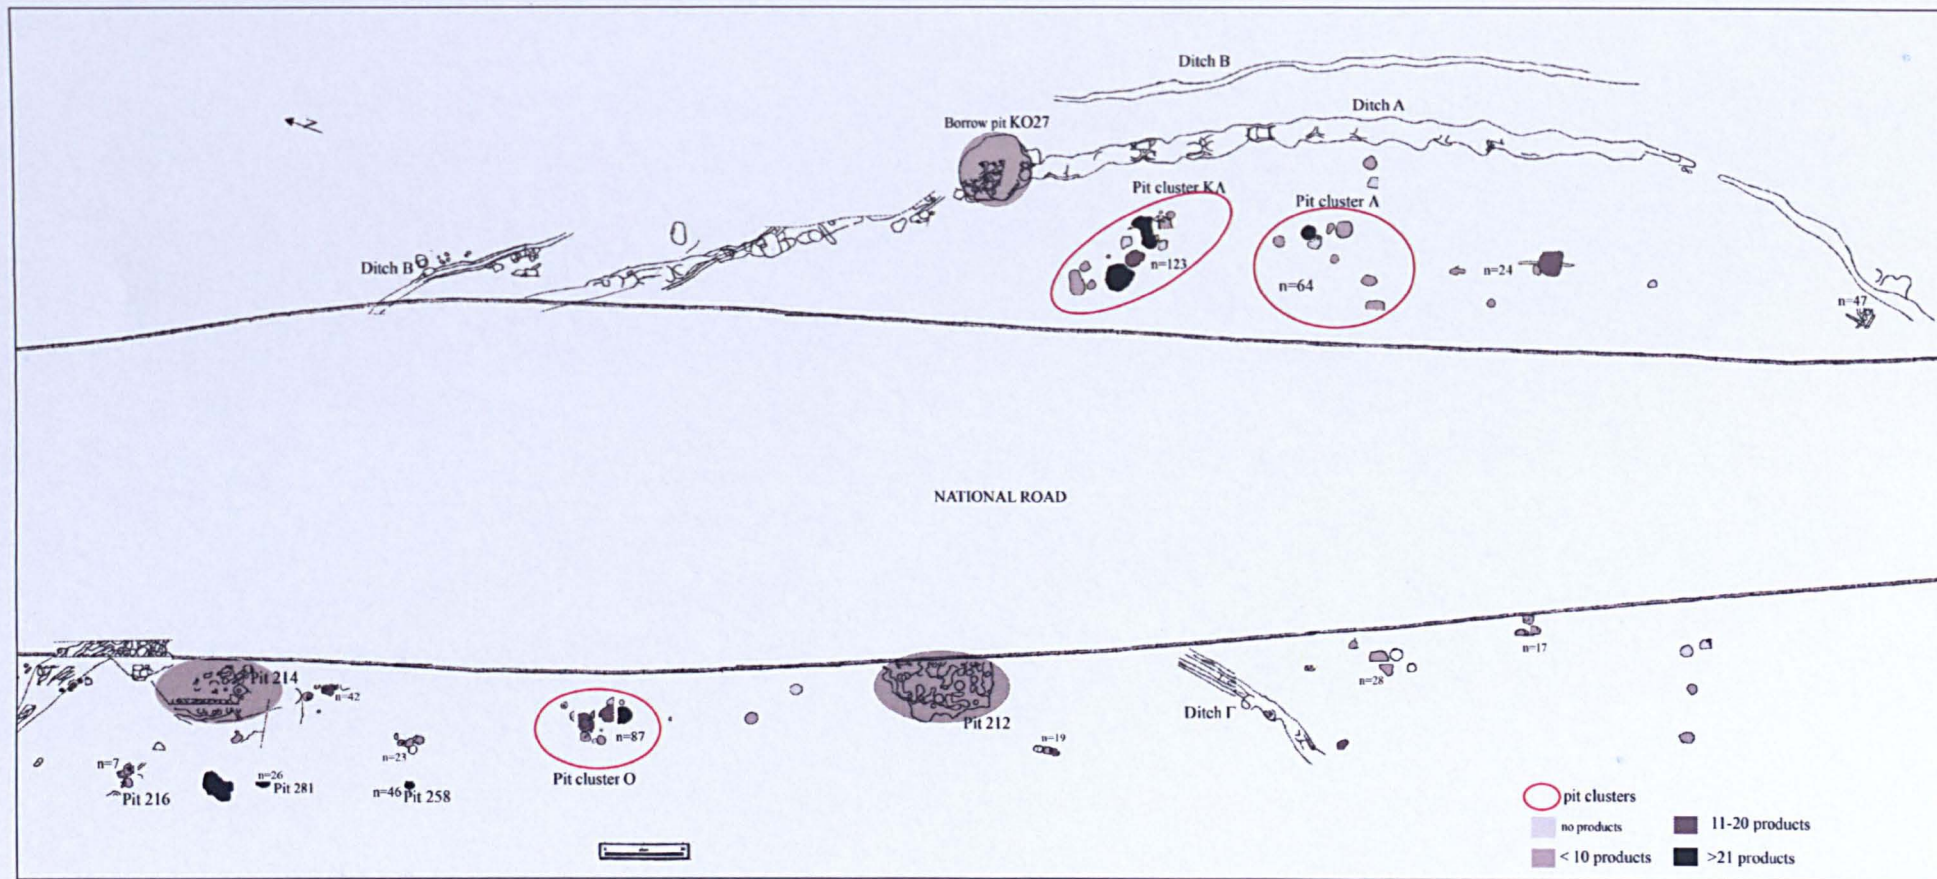 Ditch B
Ditch A
Borrow pit KO27
Pit cluster KA
Pit cluster A
Ditch B
n=123
n=64
n=24
n=47
NATIONAL ROAD
Pit 214
n=42
n=17
n=28
Ditch Γ
Pit 212
n=87
n=19
n=23
Pit cluster O
n=7
n=26
Pit 281
Pit 216
n=46 Pit 258
pit clusters
no products
11-20 products
< 10 products
>21 products